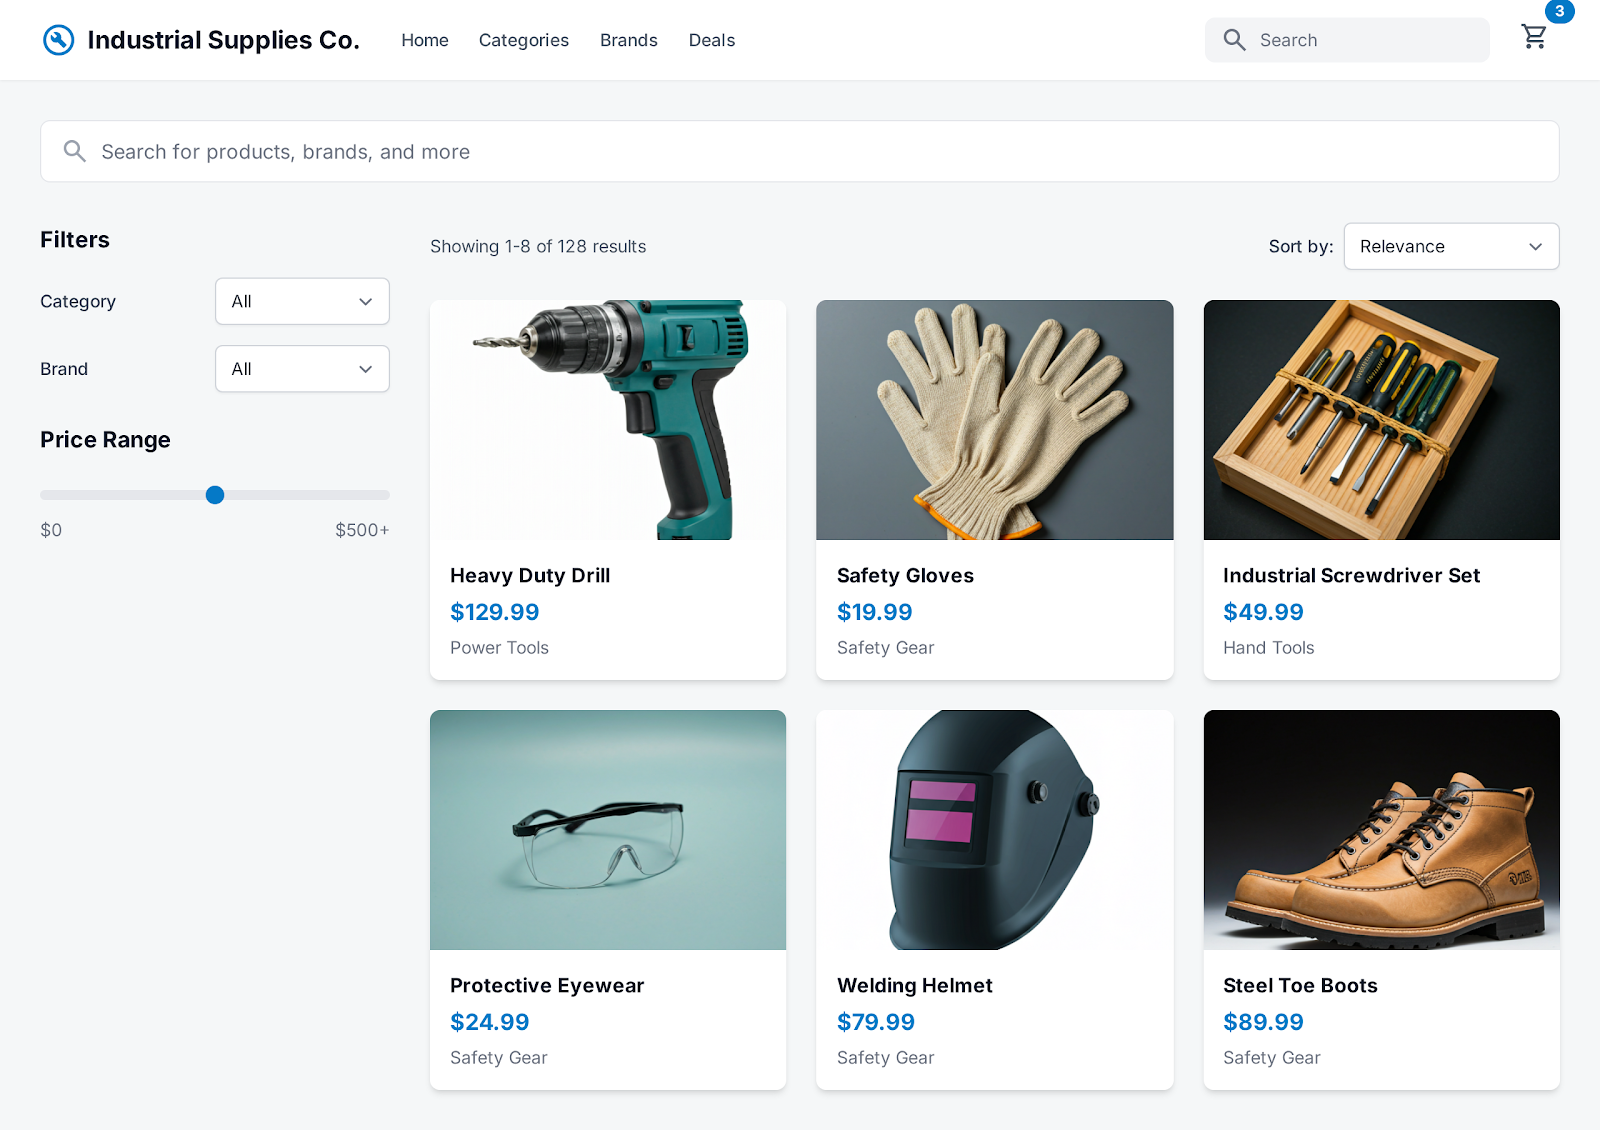 Industrial Supplies Co.
Home
Categories
Brands
Deals
Search
3
Search for products, brands, and more
Filters
Category
All
Brand
All
Price Range
$0
$500+
Showing 1-8 of 128 results
Sort by:
Relevance
Heavy Duty Drill
$129.99
Power Tools
Safety Gloves
$19.99
Safety Gear
Industrial Screwdriver Set
$49.99
Hand Tools
Protective Eyewear
$24.99
Safety Gear
Welding Helmet
$79.99
Safety Gear
Steel Toe Boots
$89.99
Safety Gear